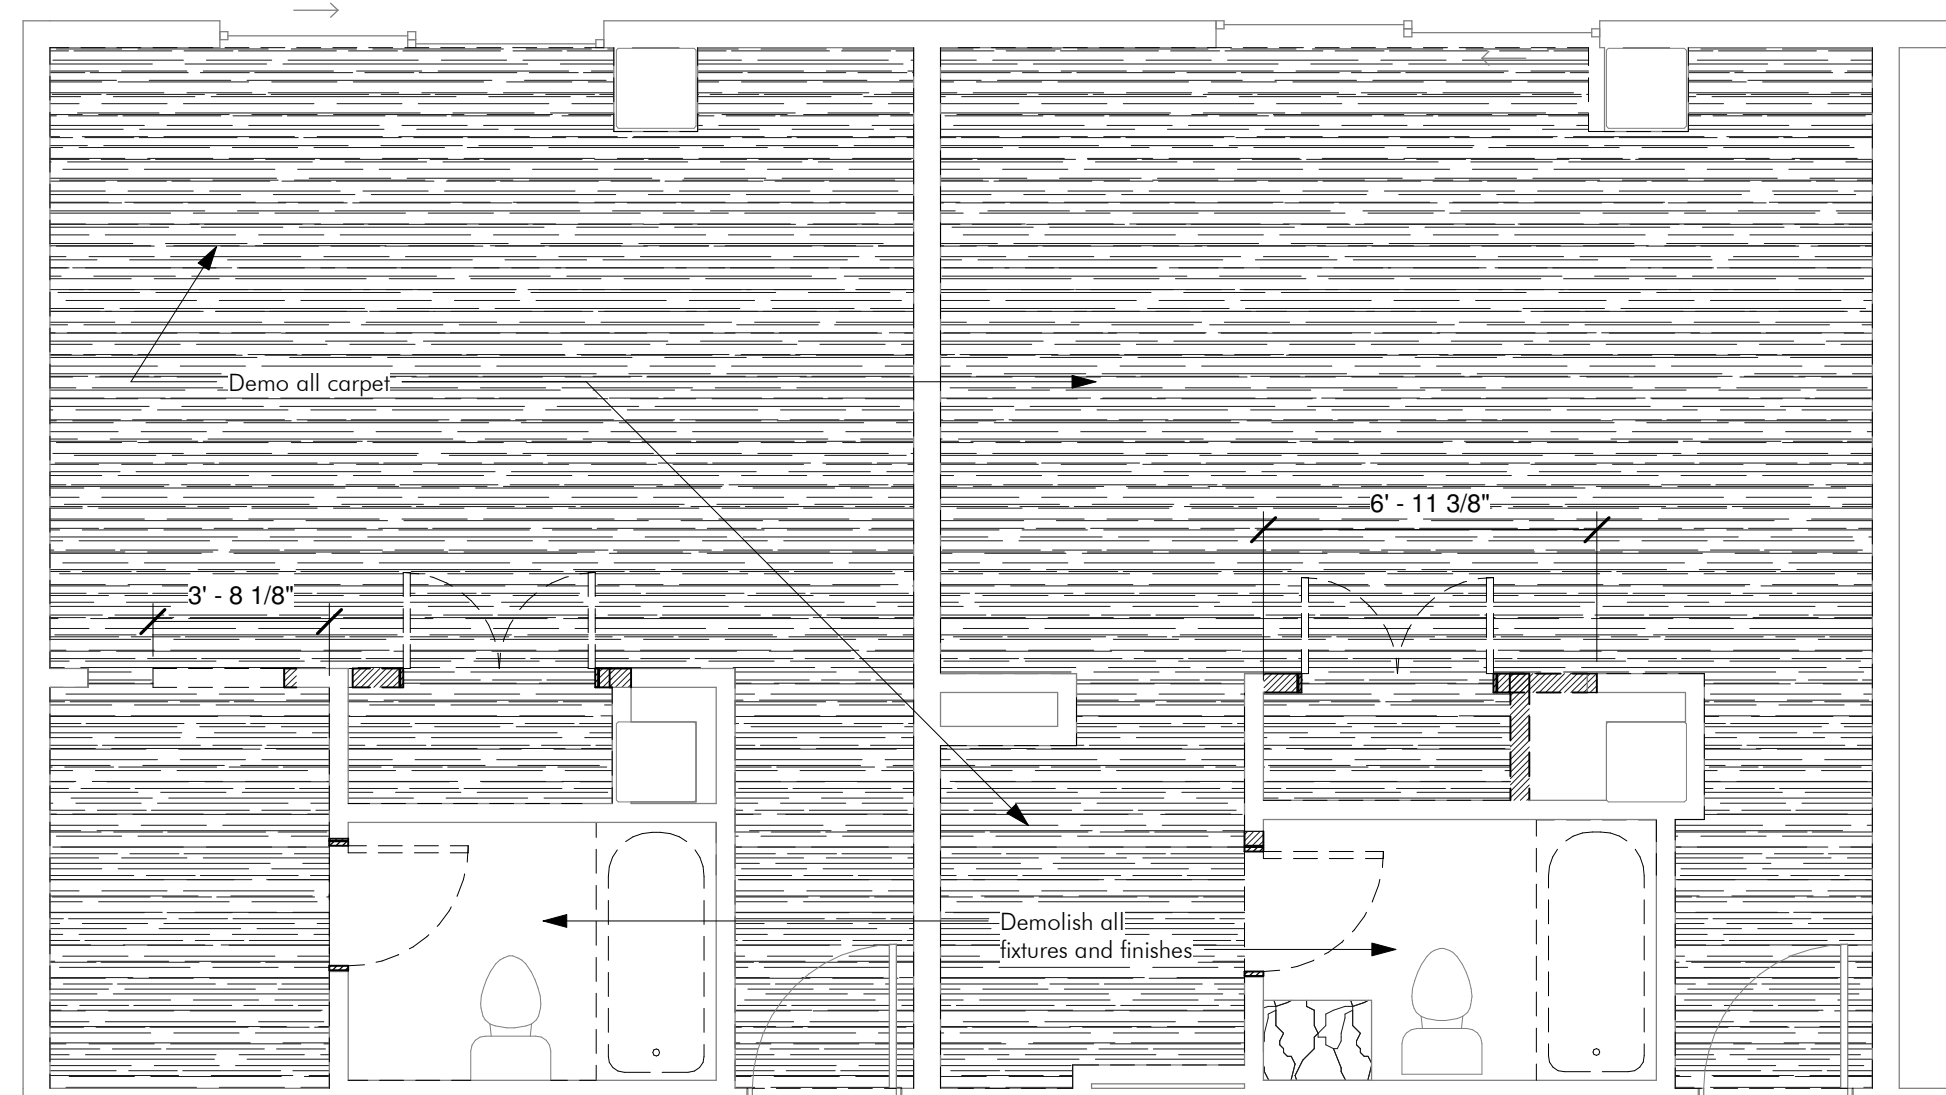 Demo all carpet
6' - 11 3/8"
3' - 8 1/8"
Demolish all
fixtures and finishes